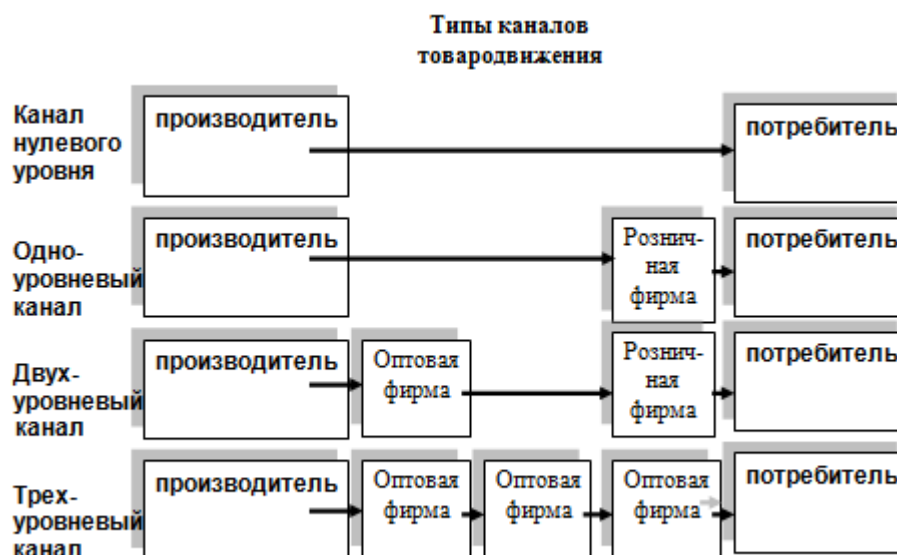 Типы каналов
товародвижения
Канал
нулевого
уровня
производитель
потребитель
Одно-
уровневый
канал
производитель
Рознич-
ная
фирма
потребитель
Двух-
уровневый
канал
производитель
Оптовая
фирма
Рознич-
ная
фирма
потребитель
Трех-
уровневый
канал
производитель
Оптовая
фирма
Оптовая
фирма
Оптовая
фирма
потребитель